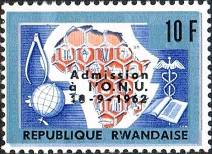 10 F
Admission
à l'O.N.U.
18-9-1962
REPUBLIQUE RWANDAISE